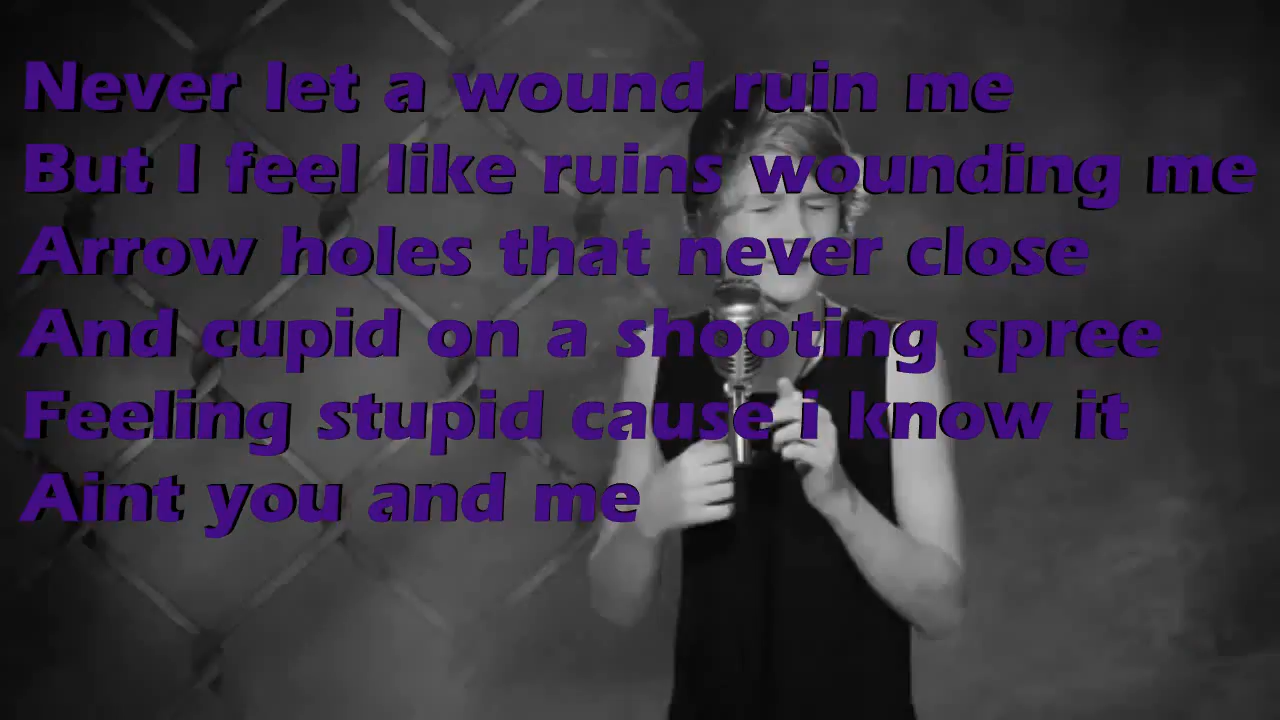 Never let a wound ruin me
But I feel like ruins wounding me
Arrow holes that never close
And cupid on a shooting spree
Feeling stupid cause i know it
Aint you and me